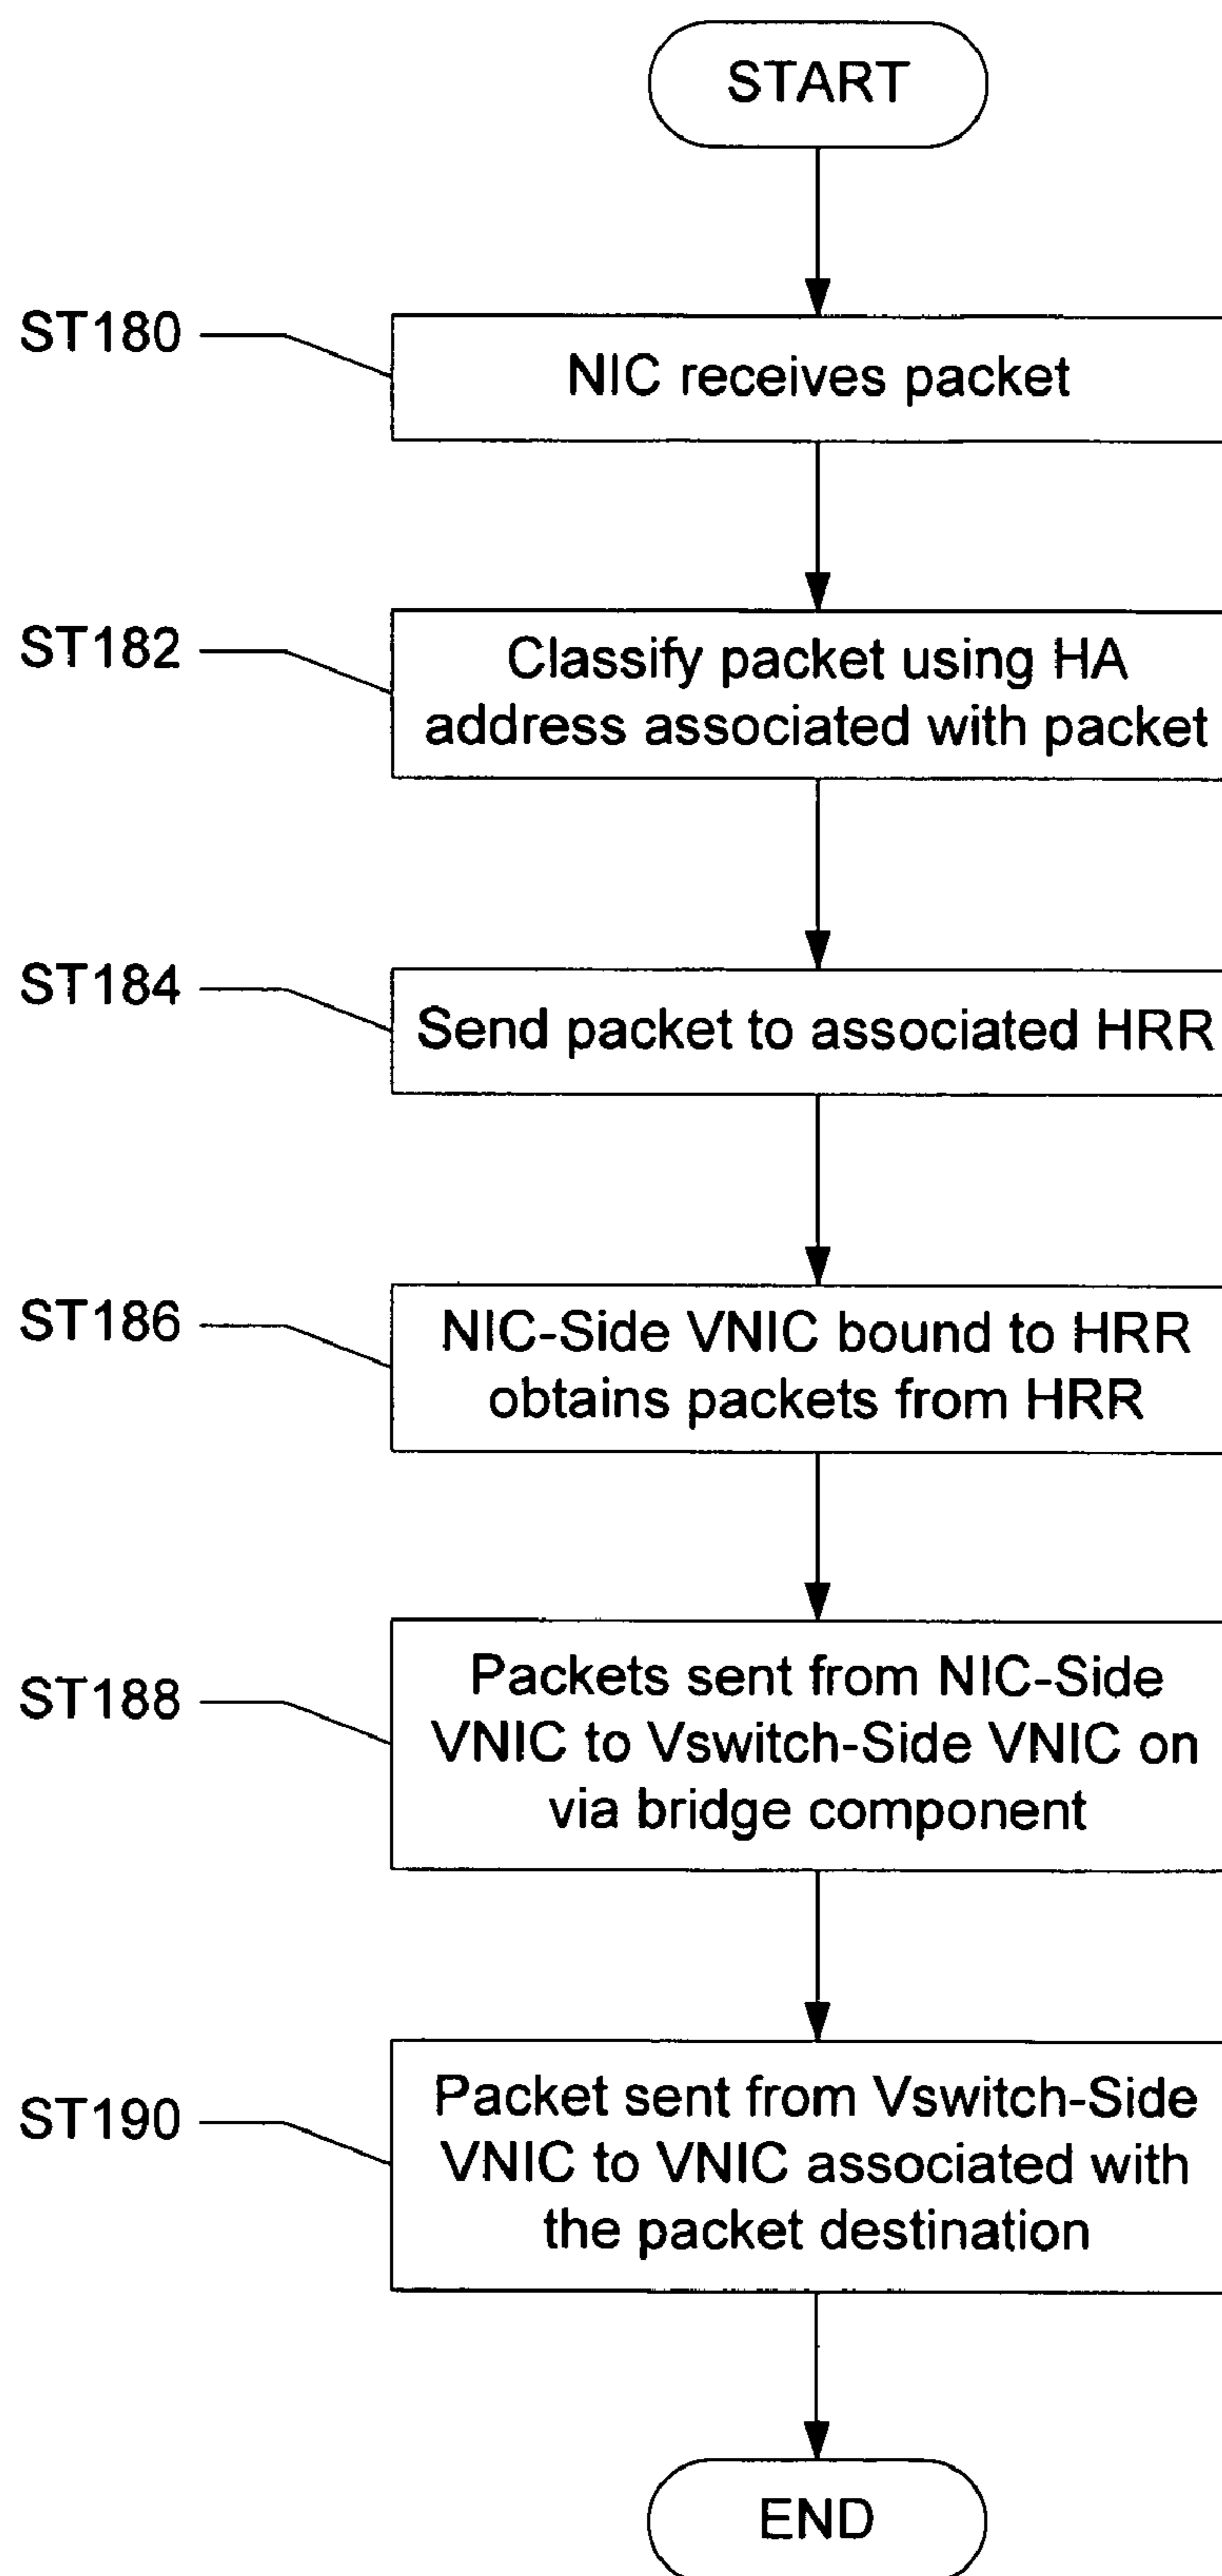 START
ST180
NIC receives packet
ST182
Classify packet using HA
address associated with packet
ST184
Send packet to associated HRR
ST186
NIC-Side VNIC bound to HRR
obtains packets from HRR
ST188
Packets sent from NIC-Side
VNIC to Vswitch-Side VNIC on
via bridge component
ST190
Packet sent from Vswitch-Side
VNIC to VNIC associated with
the packet destination
END